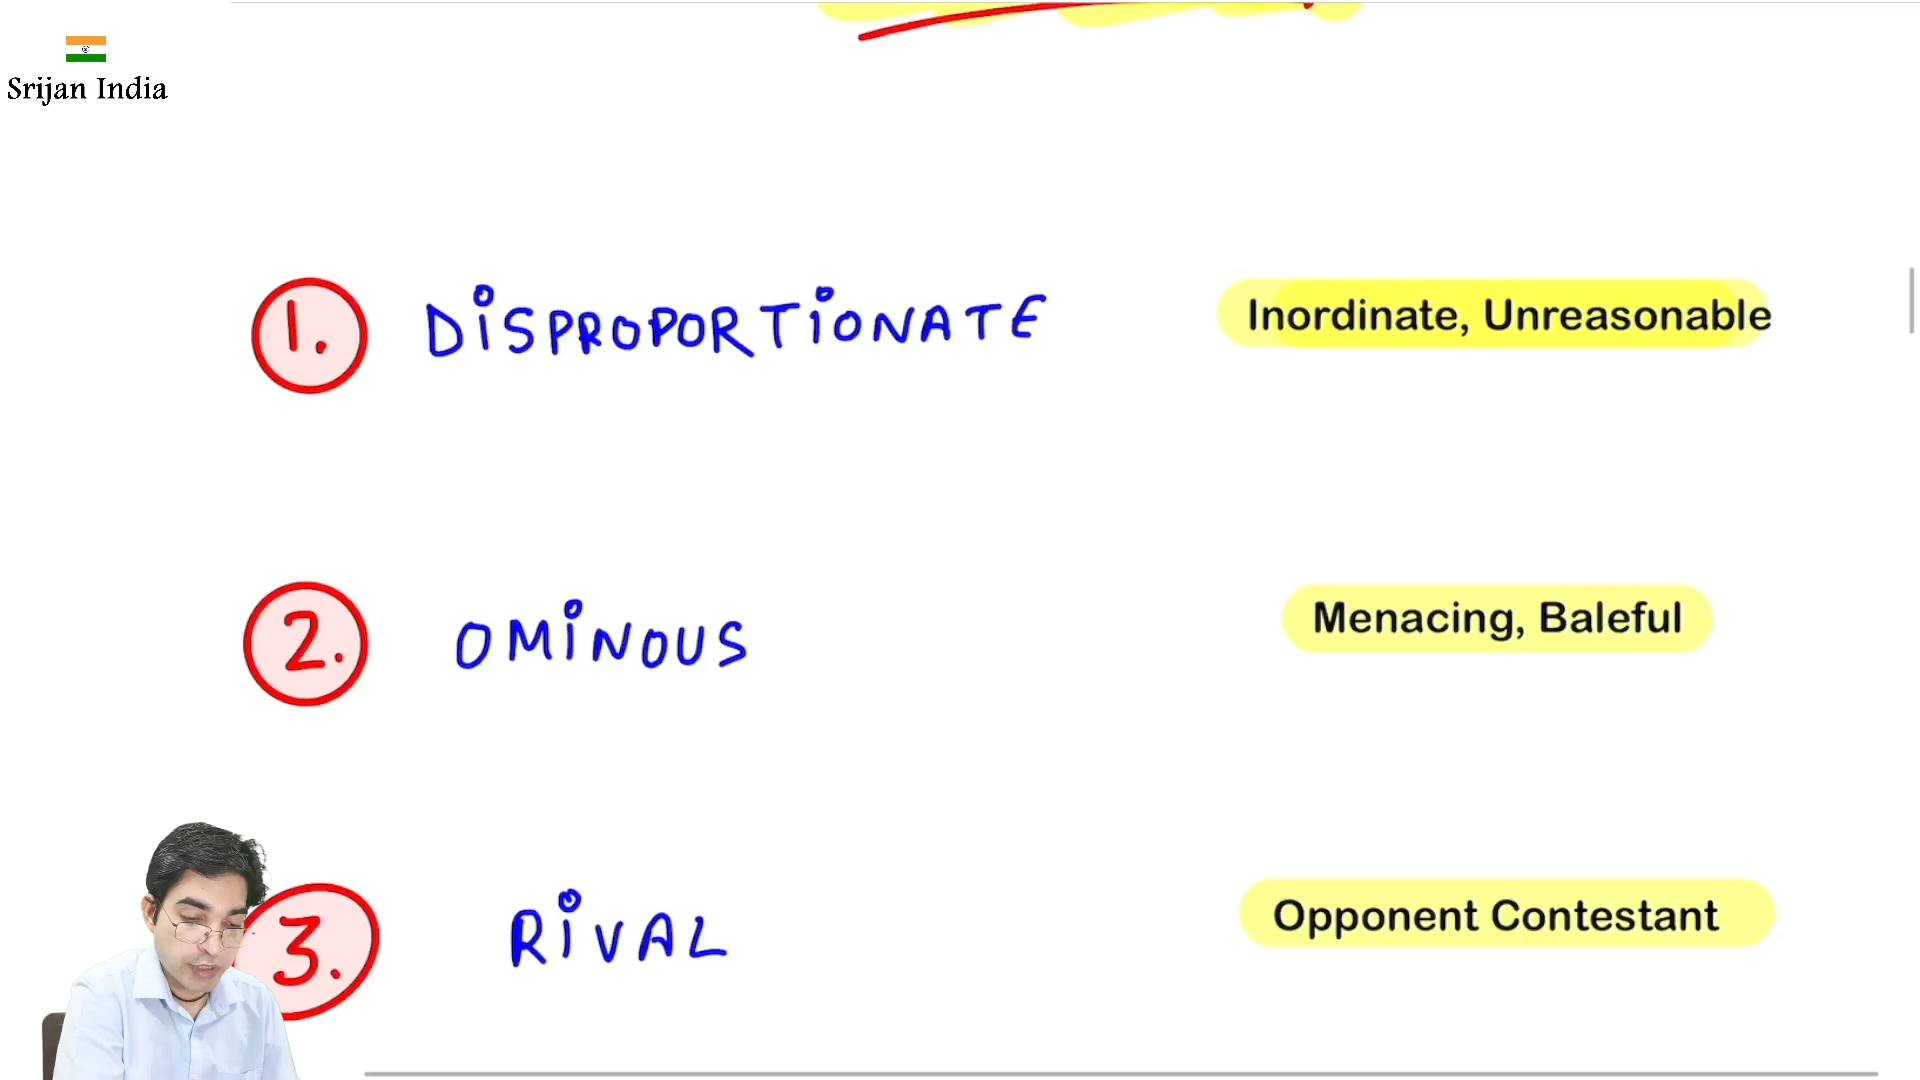 Srijan India
1. DiSPROPORTiONATE Inordinate, Unreasonable
2. OMiNOUS Menacing, Baleful
3. RiVAL Opponent Contestant